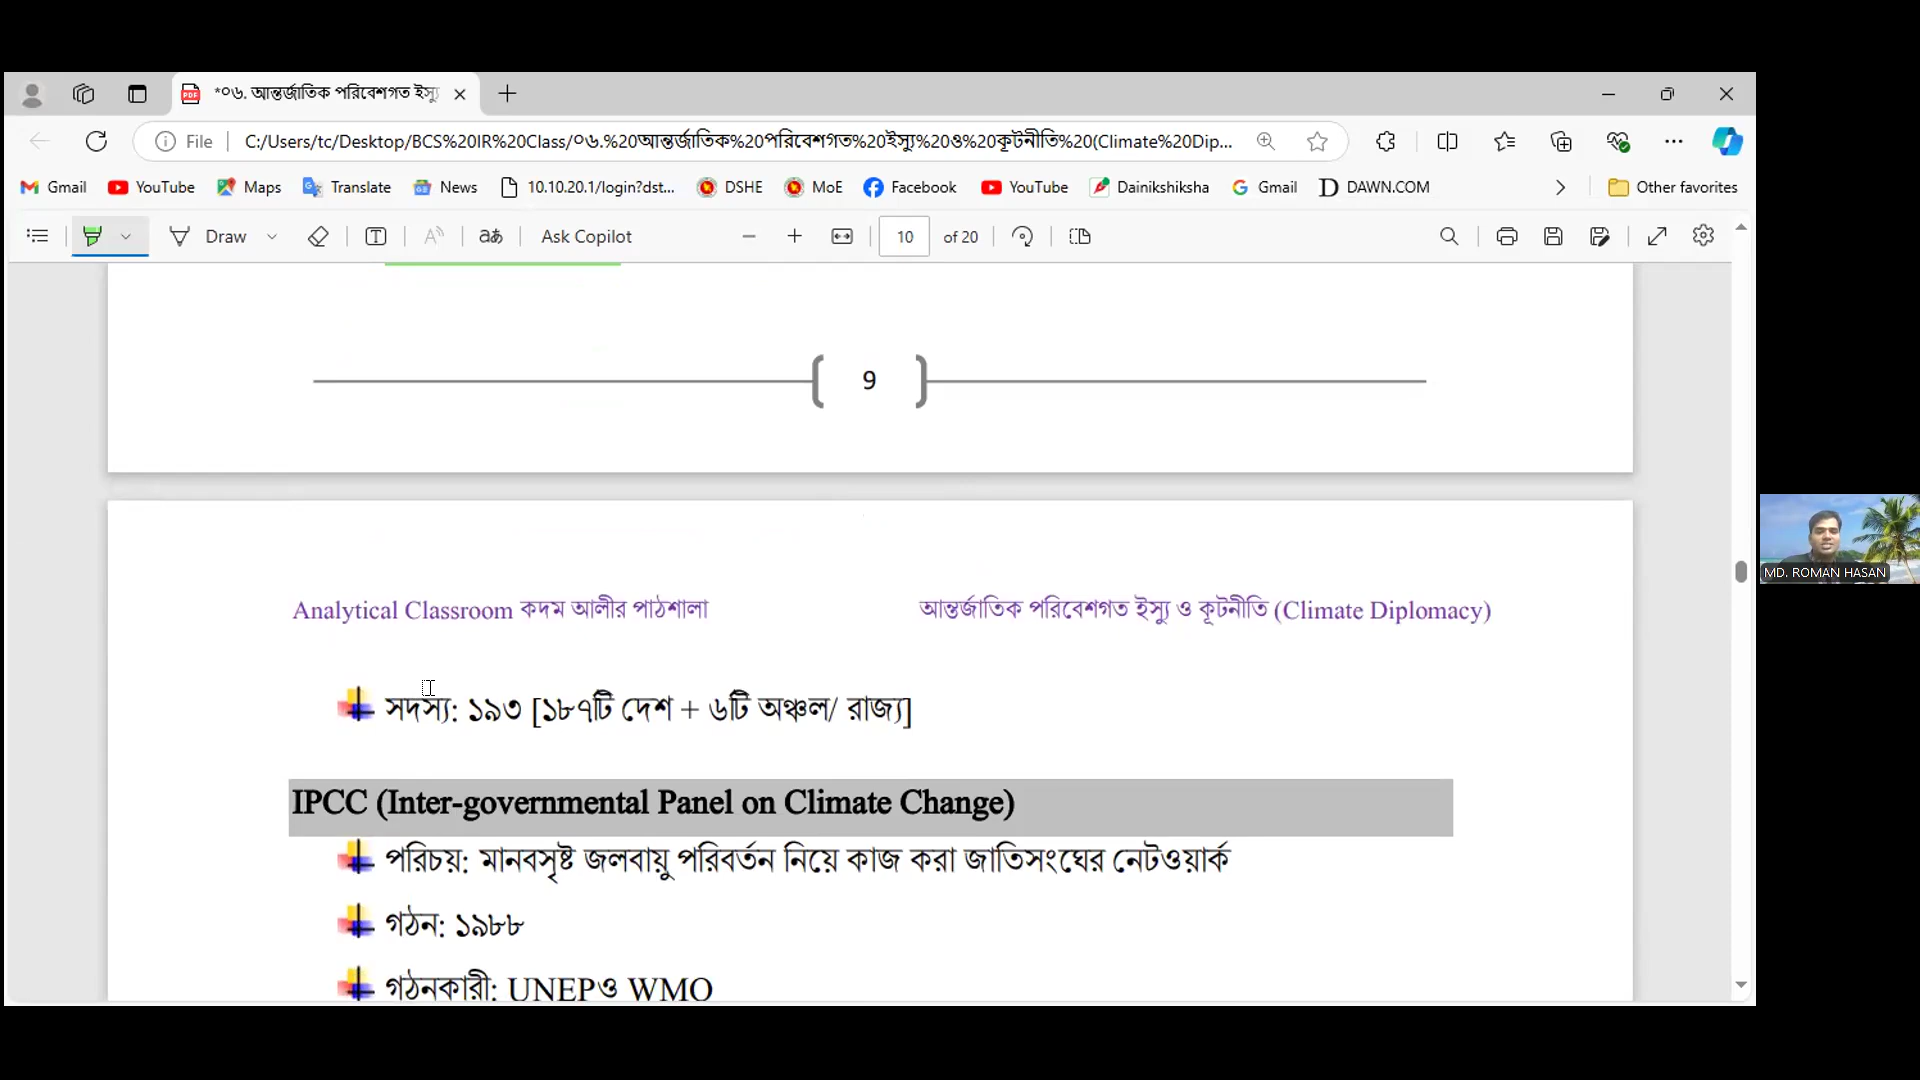 *০৬. আন্তর্জাতিক পরিবেশগত ইস্যু
File C:/Users/tc/Desktop/BCS%20IR%20Class/০৬.%20আন্তর্জাতিক%20পরিবেশগত%20ইস্যু%20ও%20কূটনীতি%20(Climate%20Dip...
Gmail YouTube Maps Translate News 10.10.20.1/login?dst... DSHE MoE Facebook YouTube Dainikshiksha Gmail DAWN.COM Other favorites
Draw Ask Copilot 10 of 20
9
Analytical Classroom কদম আলীর পাঠশালা আন্তর্জাতিক পরিবেশগত ইস্যু ও কূটনীতি (Climate Diplomacy)
সদস্য: ১৯৩ [১৮৭টি দেশ + ৬টি অঞ্চল/ রাজ্য]
IPCC (Inter-governmental Panel on Climate Change)
পরিচয়: মানবসৃষ্ট জলবায়ু পরিবর্তন নিয়ে কাজ করা জাতিসংঘের নেটওয়ার্ক
গঠন: ১৯৮৮
গঠনকারী: UNEPও WMO
MD. ROMAN HASAN